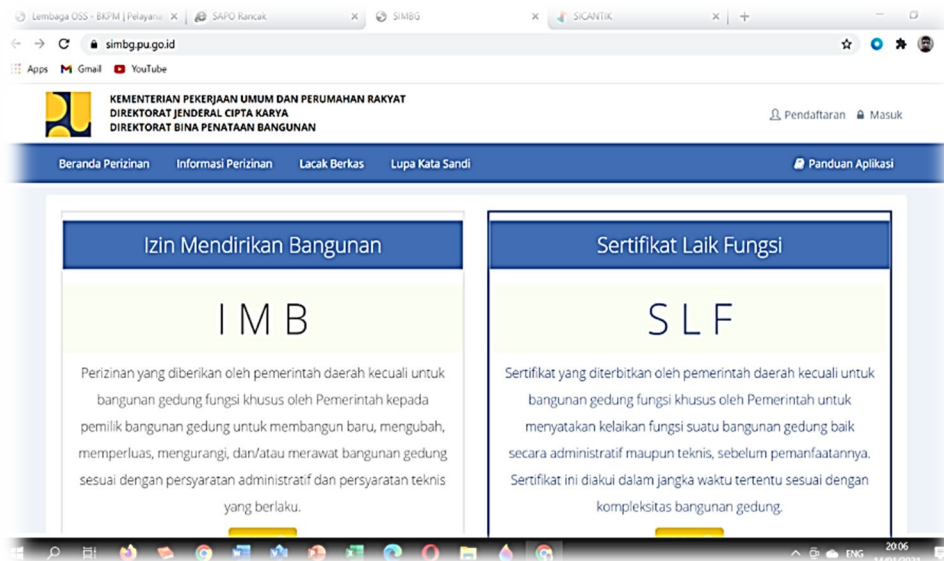 Lembaga OSS - BKPM | Pelayana
SAPO Rancak
SIMBG
SICANTIK
simbg.pu.go.id
Apps
Gmail
YouTube
KEMENTERIAN PEKERJAAN UMUM DAN PERUMAHAN RAKYAT
DIREKTORAT JENDERAL CIPTA KARYA
DIREKTORAT BINA PENATAAN BANGUNAN
Pendaftaran
Masuk
Beranda Perizinan
Informasi Perizinan
Lacak Berkas
Lupa Kata Sandi
Panduan Aplikasi
Izin Mendirikan Bangunan
I M B
Perizinan yang diberikan oleh pemerintah daerah kecuali untuk
bangunan gedung fungsi khusus oleh Pemerintah kepada
pemilik bangunan gedung untuk membangun baru, mengubah,
memperluas, mengurangi, dan/atau merawat bangunan gedung
sesuai dengan persyaratan administratif dan persyaratan teknis
yang berlaku.
Sertifikat Laik Fungsi
S L F
Sertifikat yang diterbitkan oleh pemerintah daerah kecuali untuk
bangunan gedung fungsi khusus oleh Pemerintah untuk
menyatakan kelaikan fungsi suatu bangunan gedung baik
secara administratif maupun teknis, sebelum pemanfaatannya.
Sertifikat ini diakui dalam jangka waktu tertentu sesuai dengan
kompleksitas bangunan gedung.
ENG
20:06